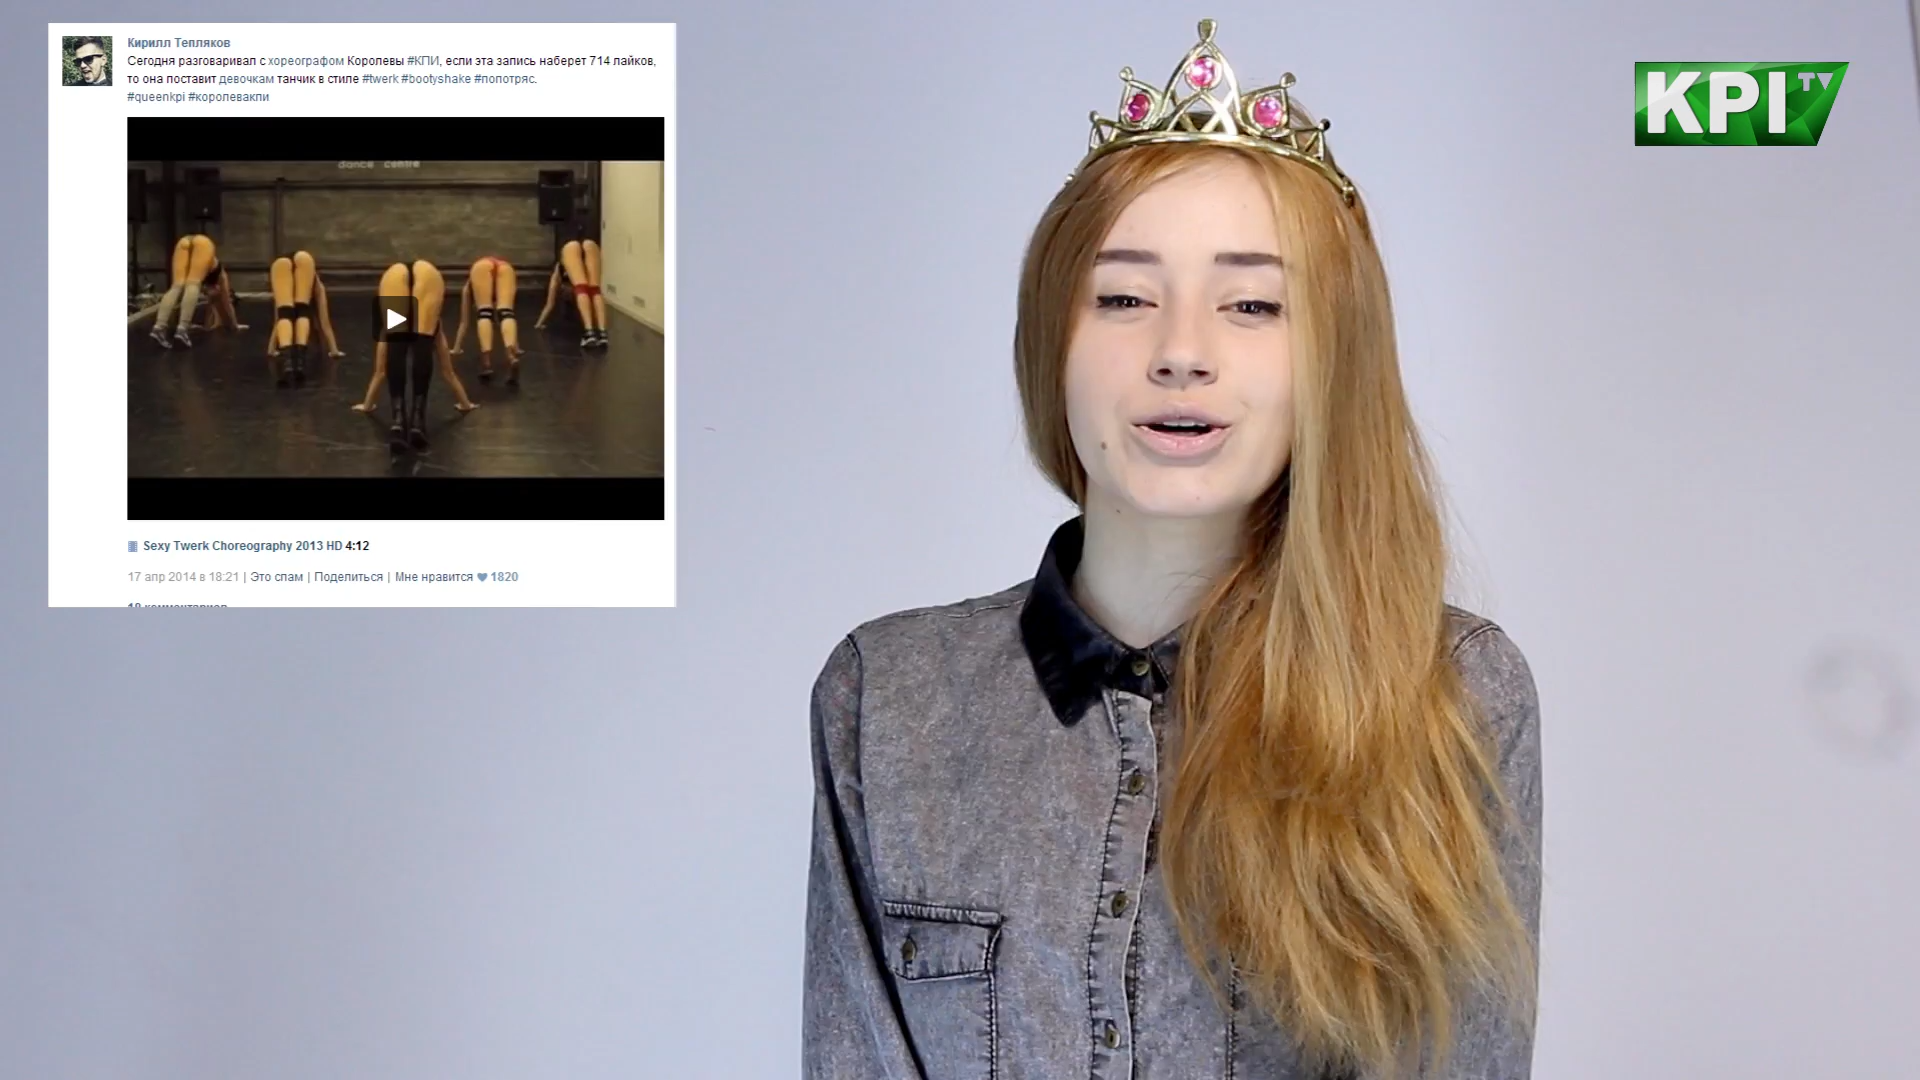 Кирилл Тепляков
Сегодня разговаривал с хореографом Королевы #КПИ, если эта запись наберет 714 лайков,
то она поставит девочкам танчик в стиле #twerk #bootyshake #попотряс.
#queenkpi #королевакпи
dance centre
Sexy Twerk Choreography 2013 HD 4:12
17 апр 2014 в 18:21 | Это спам | Поделиться | Мне нравится 1820
KPI TV